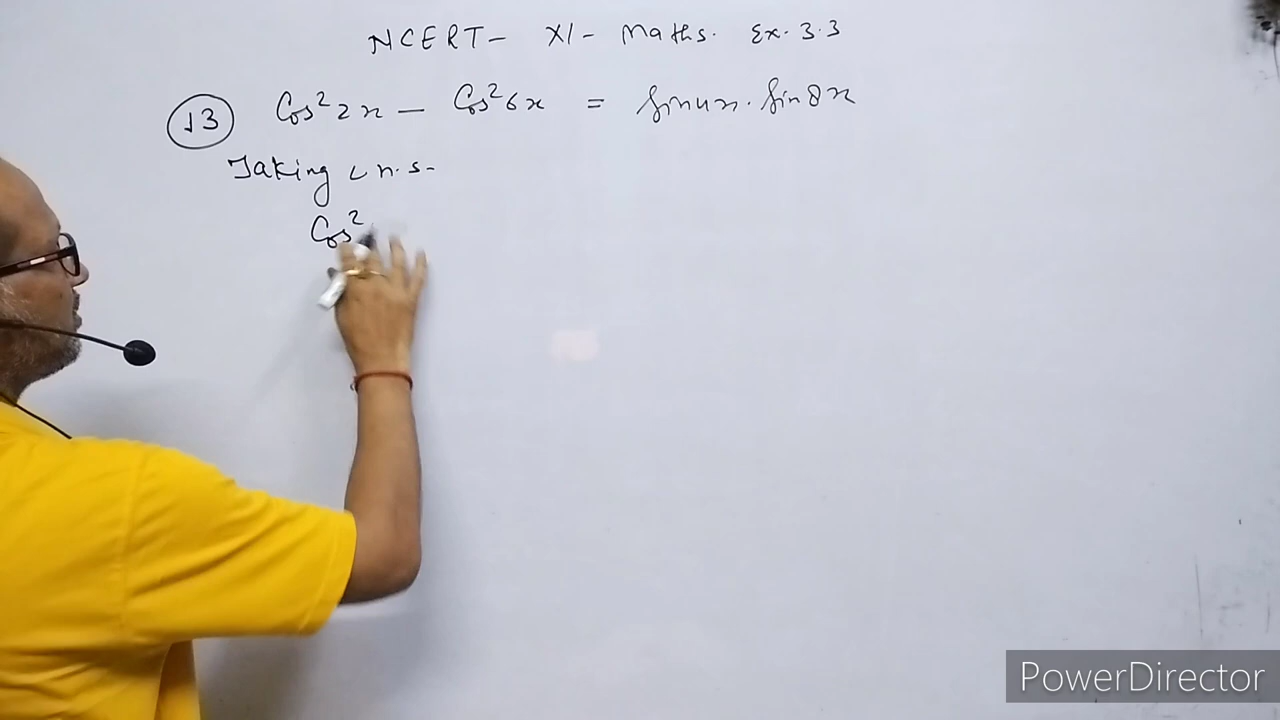 NCERT- XI- Maths. Ex. 3.3
13 Cos²2x - Cos²6x = Sin4x. Sin8x
Taking L.H.S-
Cos²
PowerDirector